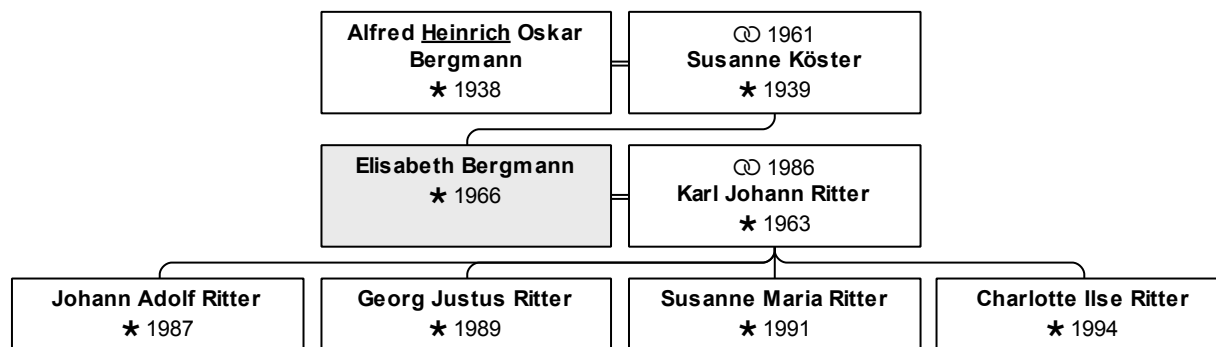 Alfred Heinrich Oskar
Bergmann
★ 1938
⚭ 1961
Susanne Köster
★ 1939
Elisabeth Bergmann
★ 1966
⚭ 1986
Karl Johann Ritter
★ 1963
Johann Adolf Ritter
★ 1987
Georg Justus Ritter
★ 1989
Susanne Maria Ritter
★ 1991
Charlotte Ilse Ritter
★ 1994